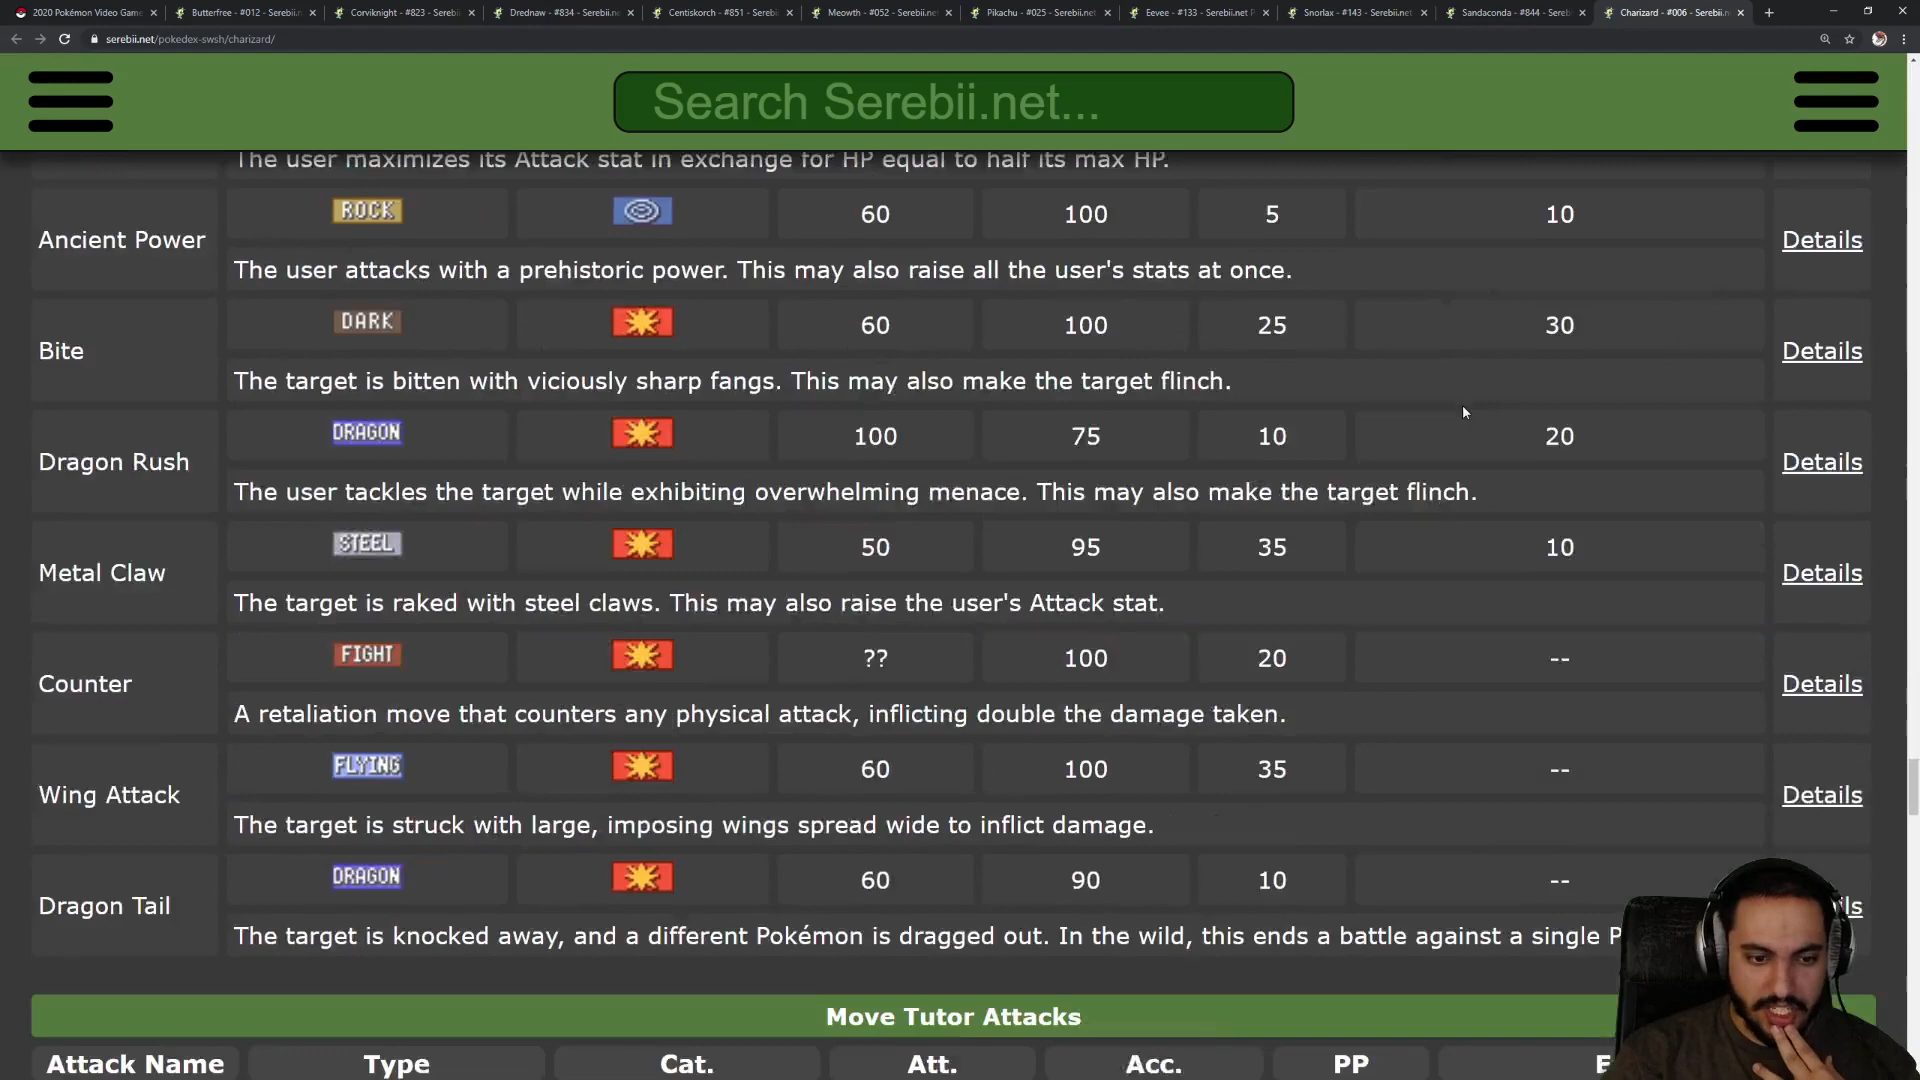 2020 Pokémon Video Game
Butterfree - #012 - Serebii.n
Corviknight - #823 - Serebii
Drednaw - #834 - Serebii.ne
Centiskorch - #851 - Serebi
Meowth - #052 - Serebii.ne
Pikachu - #025 - Serebii.net
Eevee - #133 - Serebii.net P
Snorlax - #143 - Serebii.net
Sandaconda - #844 - Sereb
Charizard - #006 - Serebii.n
serebii.net/pokedex-swsh/charizard/
Search Serebii.net...
The user maximizes its Attack stat in exchange for HP equal to half its max HP.
Ancient Power ROCK 60 100 5 10 Details
The user attacks with a prehistoric power. This may also raise all the user's stats at once.
Bite DARK 60 100 25 30 Details
The target is bitten with viciously sharp fangs. This may also make the target flinch.
Dragon Rush DRAGON 100 75 10 20 Details
The user tackles the target while exhibiting overwhelming menace. This may also make the target flinch.
Metal Claw STEEL 50 95 35 10 Details
The target is raked with steel claws. This may also raise the user's Attack stat.
Counter FIGHT ?? 100 20 -- Details
A retaliation move that counters any physical attack, inflicting double the damage taken.
Wing Attack FLYING 60 100 35 -- Details
The target is struck with large, imposing wings spread wide to inflict damage.
Dragon Tail DRAGON 60 90 10 -- ls
The target is knocked away, and a different Pokémon is dragged out. In the wild, this ends a battle against a single P
Move Tutor Attacks
Attack Name Type Cat. Att. Acc. PP E